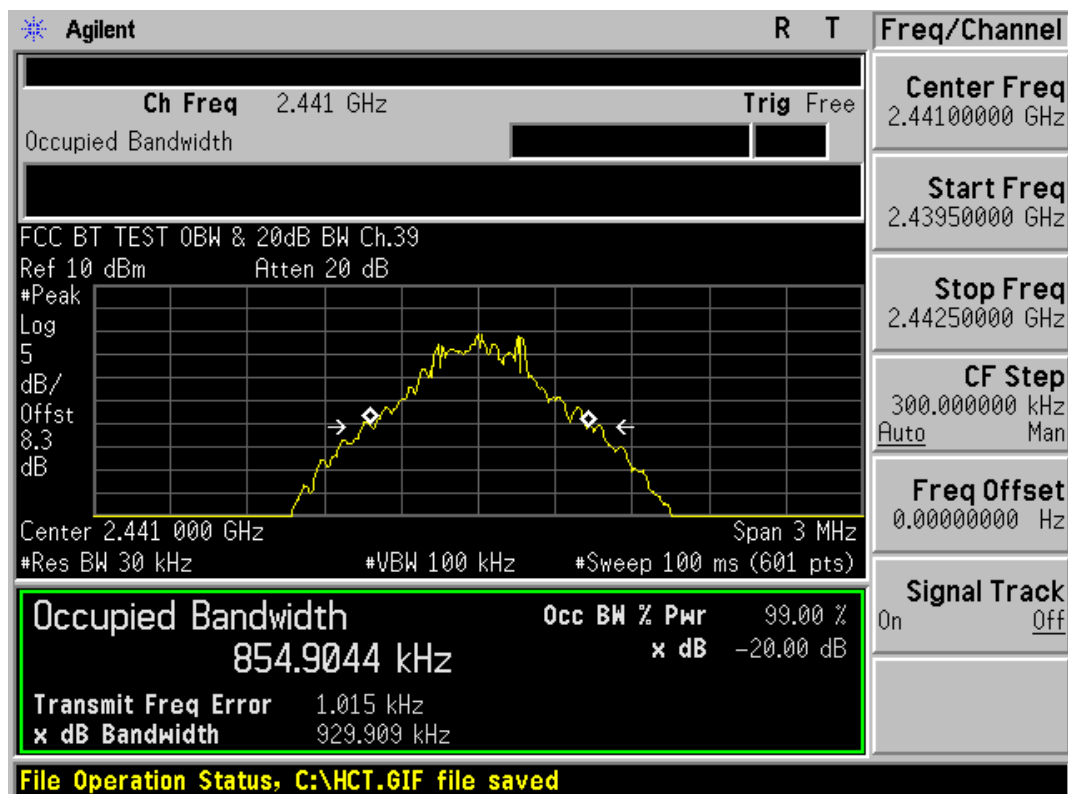 Agilent R T Freq/Channel
Ch Freq 2.441 GHz Trig Free
Occupied Bandwidth
Center Freq
2.44100000 GHz
Start Freq
2.43950000 GHz
Stop Freq
2.44250000 GHz
CF Step
300.000000 kHz
Auto Man
Freq Offset
0.00000000 Hz
Signal Track
On Off
FCC BT TEST OBW & 20dB BW Ch.39
Ref 10 dBm Atten 20 dB
#Peak
Log
5
dB/
Offst
8.3
dB
Center 2.441 000 GHz Span 3 MHz
#Res BW 30 kHz #VBW 100 kHz #Sweep 100 ms (601 pts)
Occupied Bandwidth Occ BW % Pwr 99.00 %
854.9044 kHz x dB -20.00 dB
Transmit Freq Error 1.015 kHz
x dB Bandwidth 929.909 kHz
File Operation Status, C:\HCT.GIF file saved